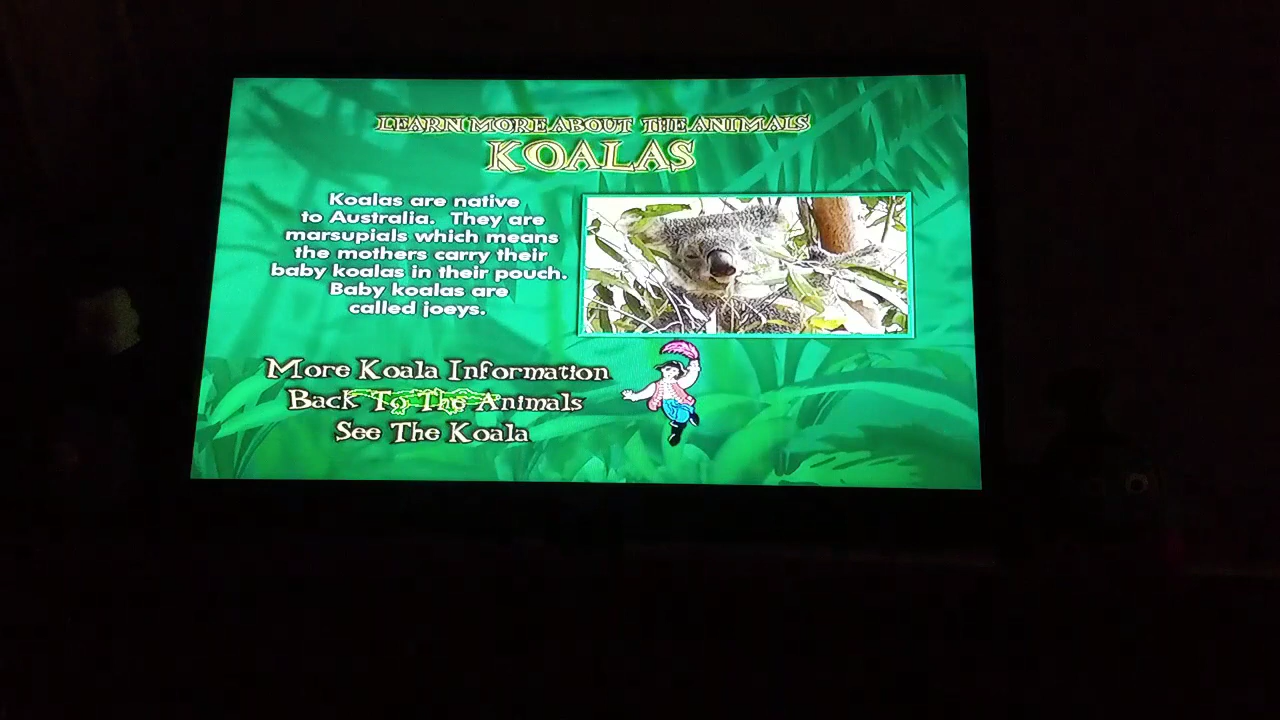 LEARN MORE ABOUT THE ANIMALS
KOALAS
Koalas are native
to Australia. They are
marsupials which means
the mothers carry their
baby koalas in their pouch.
Baby koalas are
called joeys.
More Koala Information
Back To The Animals
See The Koala